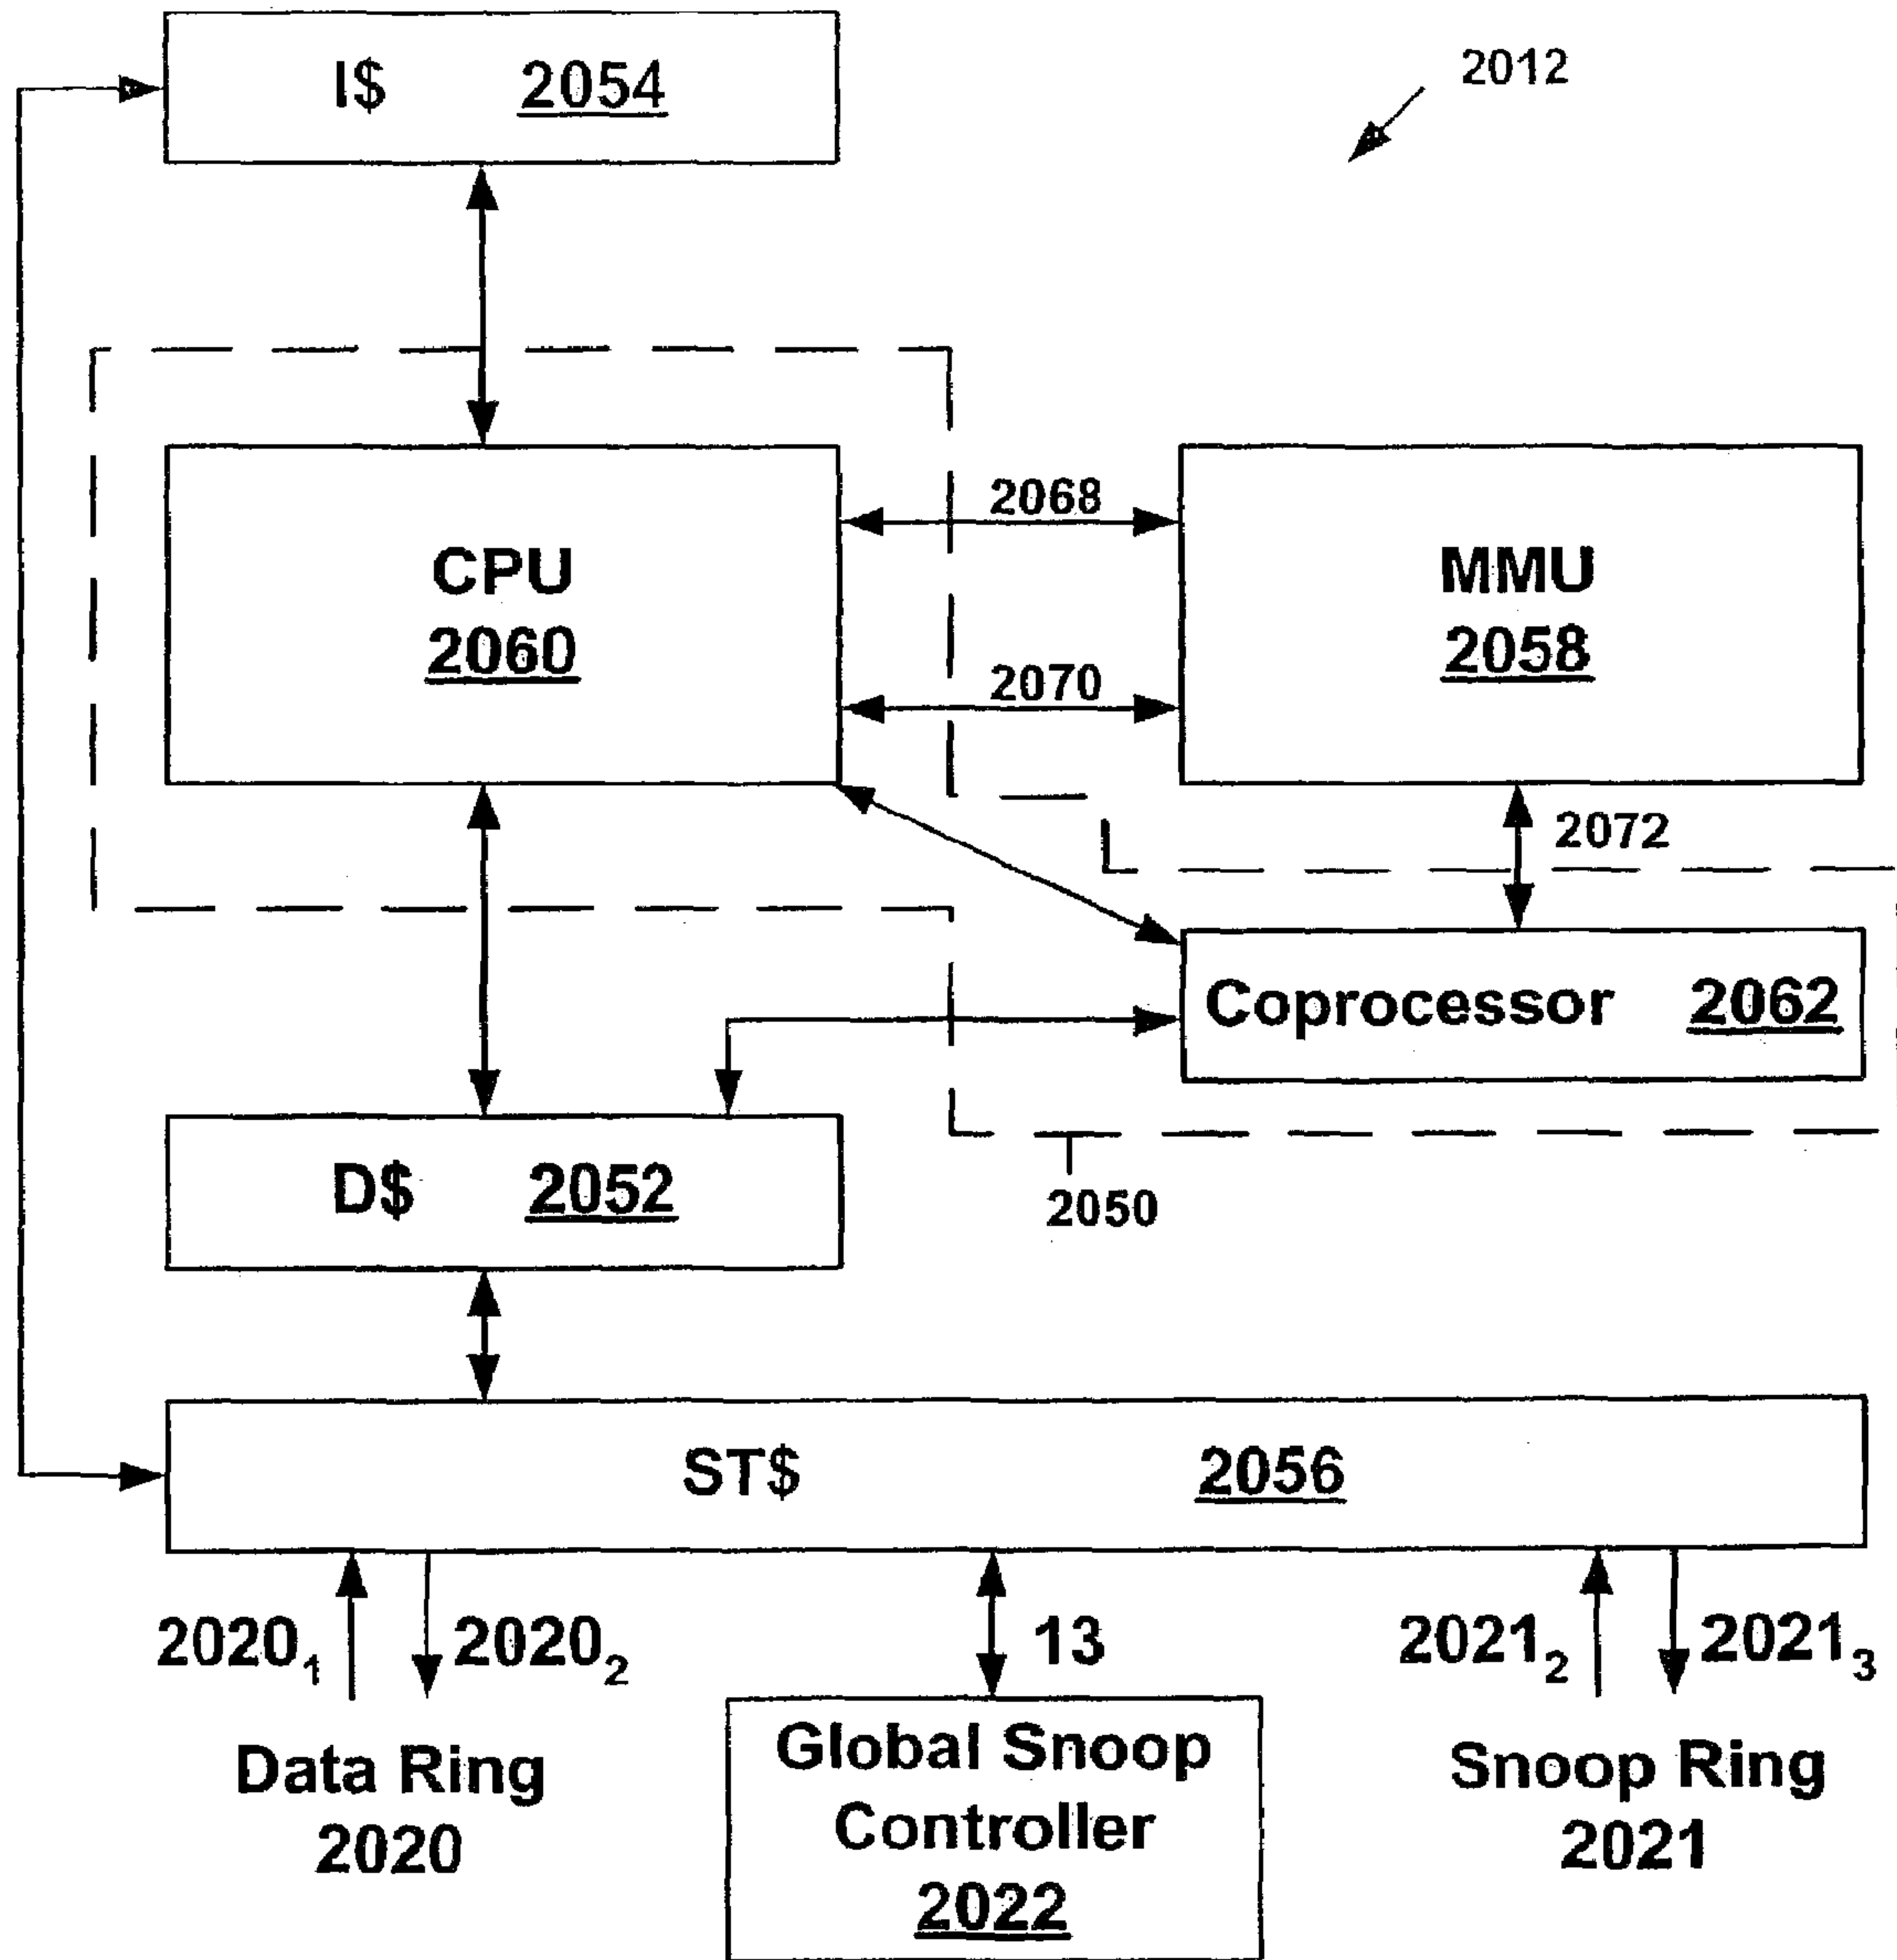 I$ 2054
2012
CPU
2060
2068
2070
MMU
2058
2072
Coprocessor 2062
D$ 2052
2050
ST$ 2056
2020₁
2020₂
13
2021₂
2021₃
Data Ring
2020
Global Snoop
Controller
2022
Snoop Ring
2021